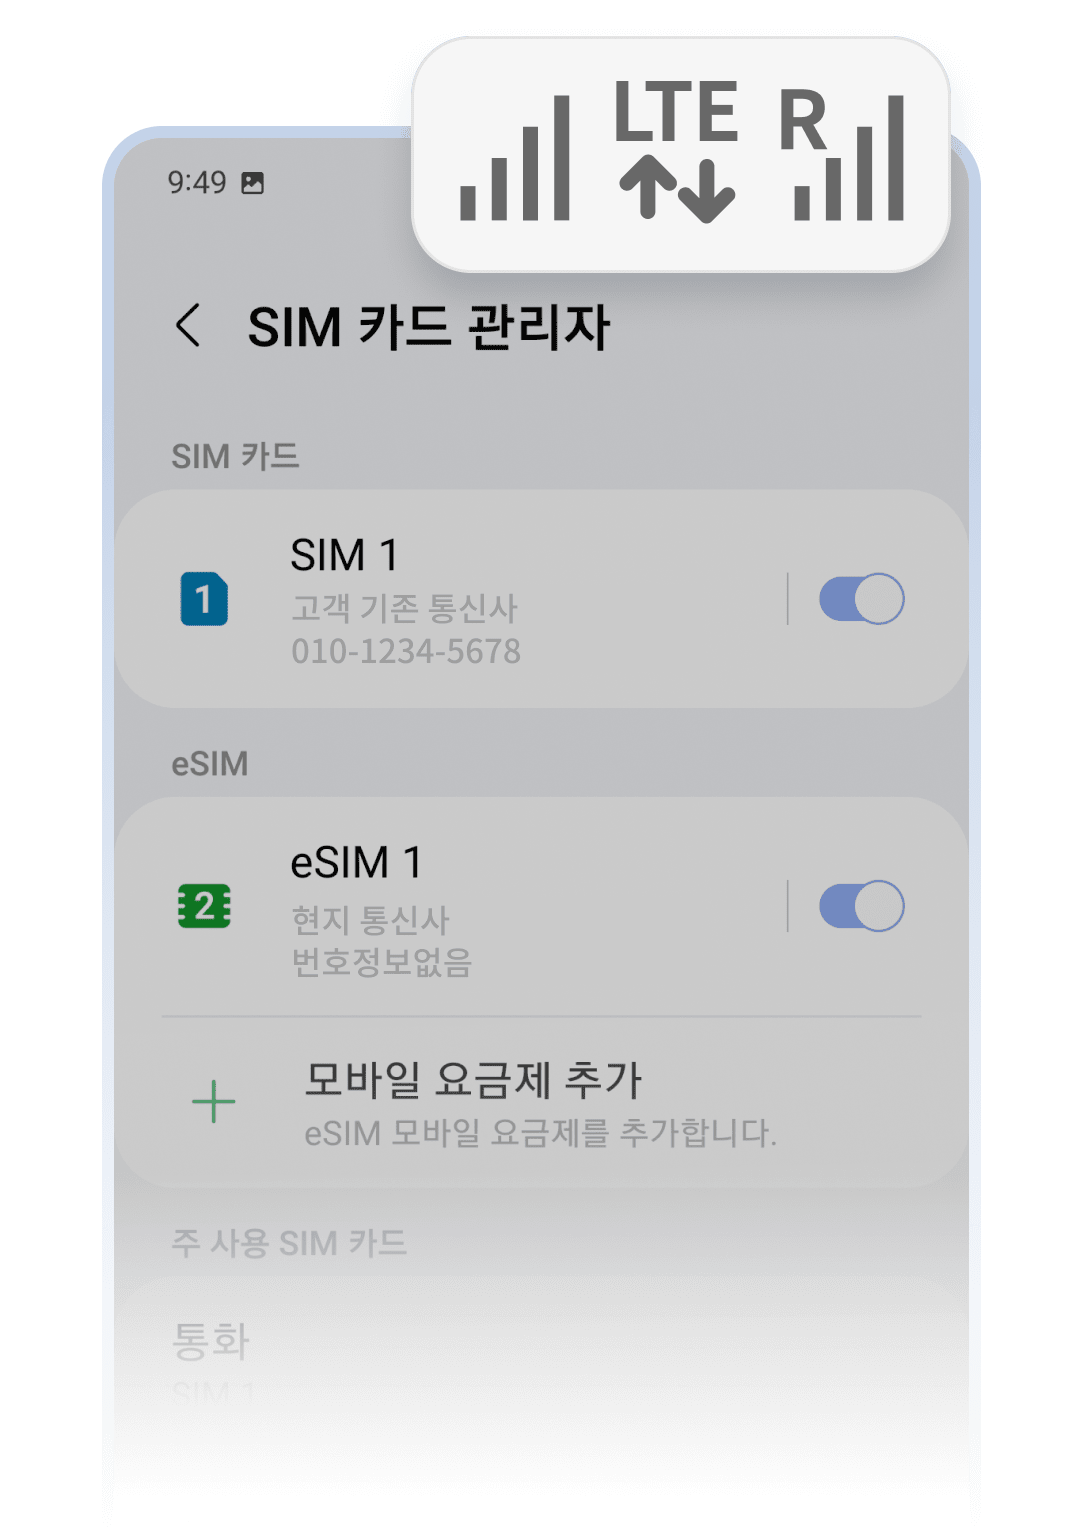 LTE R
9:49
SIM 카드 관리자
SIM 카드
1
SIM 1
고객 기존 통신사
010-1234-5678
eSIM
2
eSIM 1
현지 통신사
번호정보없음
모바일 요금제 추가
eSIM 모바일 요금제를 추가합니다.
주 사용 SIM 카드
통화
SIM 1